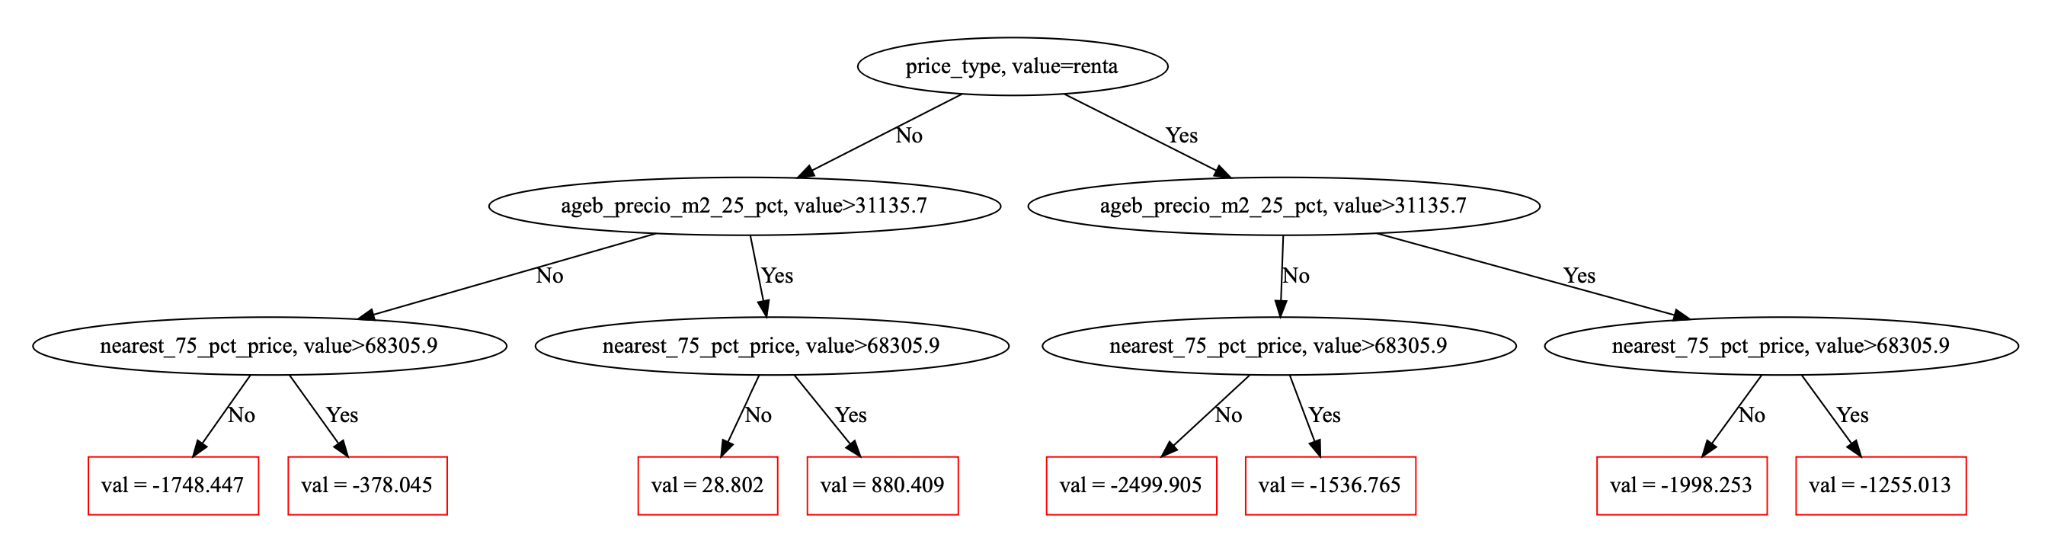 price_type, value=renta
No
Yes
ageb_precio_m2_25_pct, value>31135.7
ageb_precio_m2_25_pct, value>31135.7
No
Yes
No
Yes
nearest_75_pct_price, value>68305.9
nearest_75_pct_price, value>68305.9
nearest_75_pct_price, value>68305.9
nearest_75_pct_price, value>68305.9
No
Yes
No
Yes
No
Yes
No
Yes
val = -1748.447
val = -378.045
val = 28.802
val = 880.409
val = -2499.905
val = -1536.765
val = -1998.253
val = -1255.013